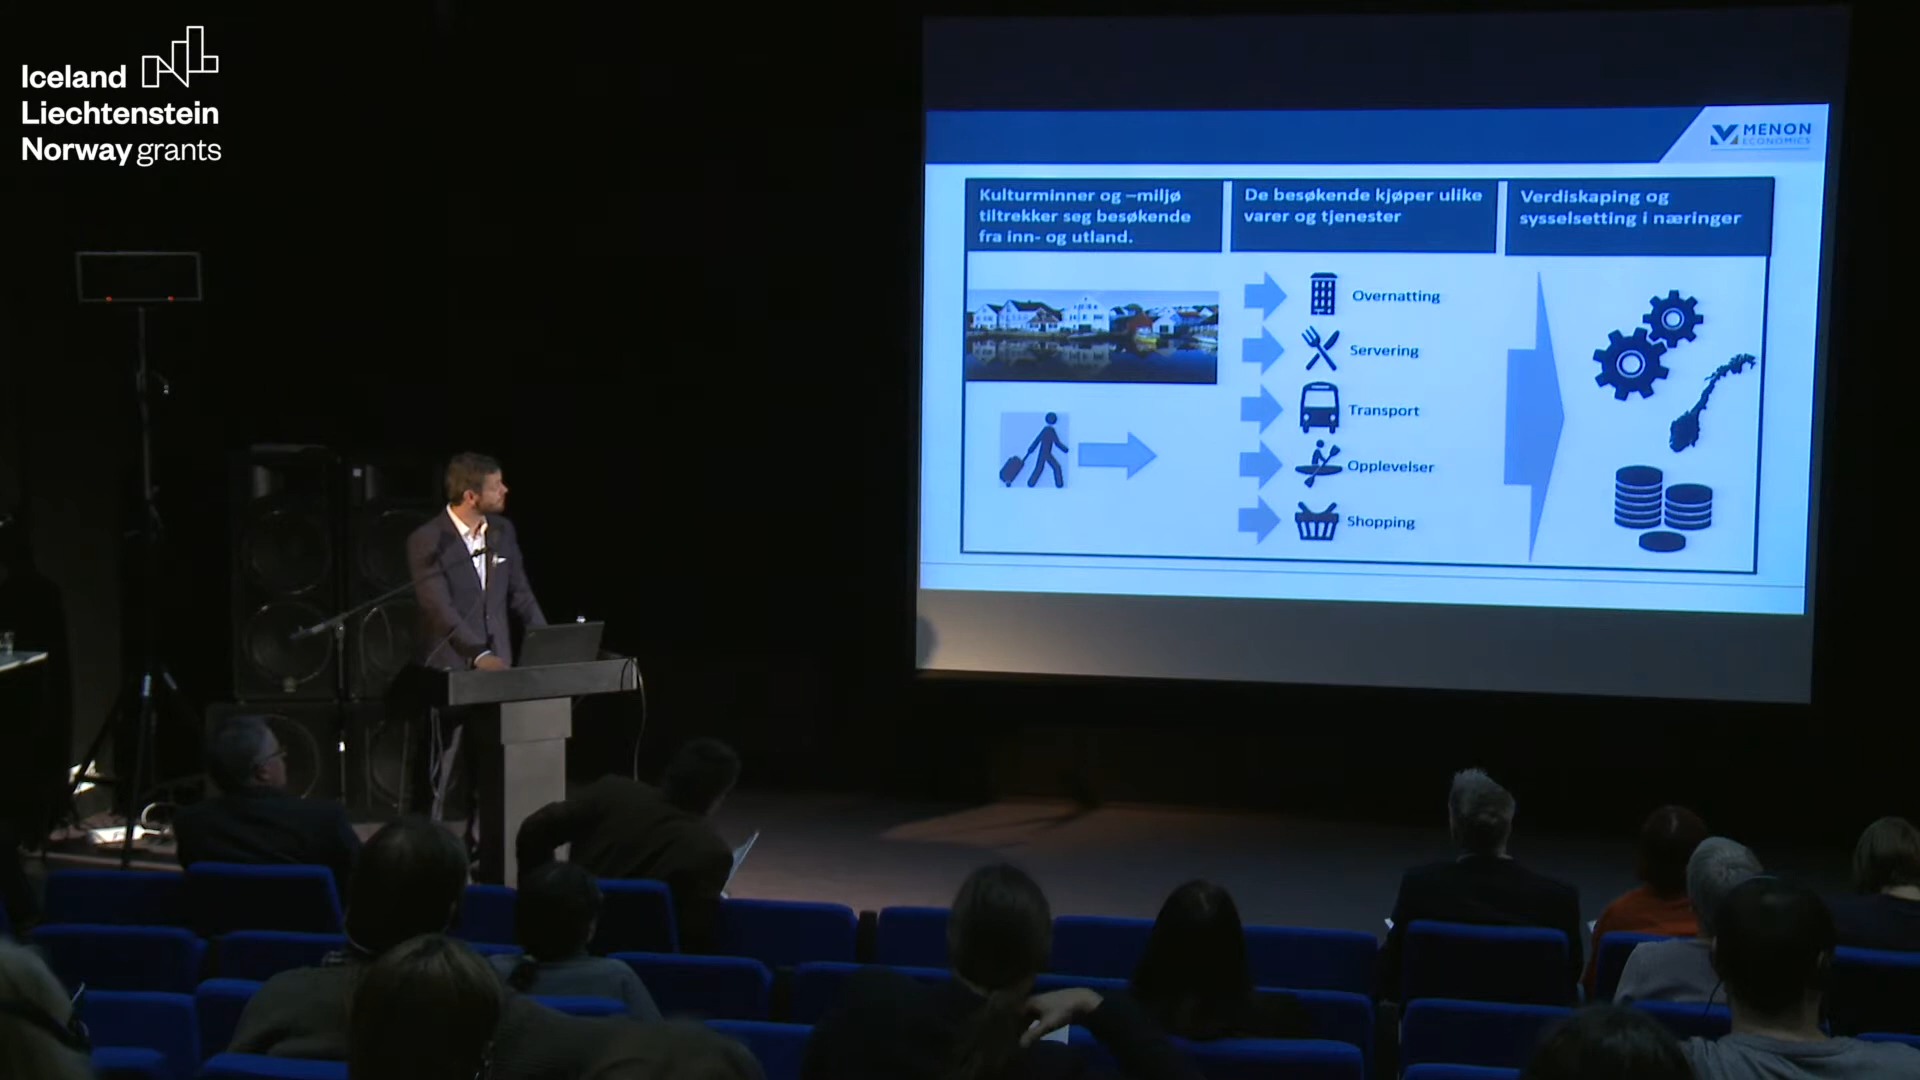 Iceland
Liechtenstein
Norway grants
MENON
ECONOMICS
Kulturminner og –miljø
tiltrekker seg besøkende
fra inn- og utland.
De besøkende kjøper ulike
varer og tjenester
Verdiskaping og
sysselsetting i næringer
Overnatting
Servering
Transport
Opplevelser
Shopping